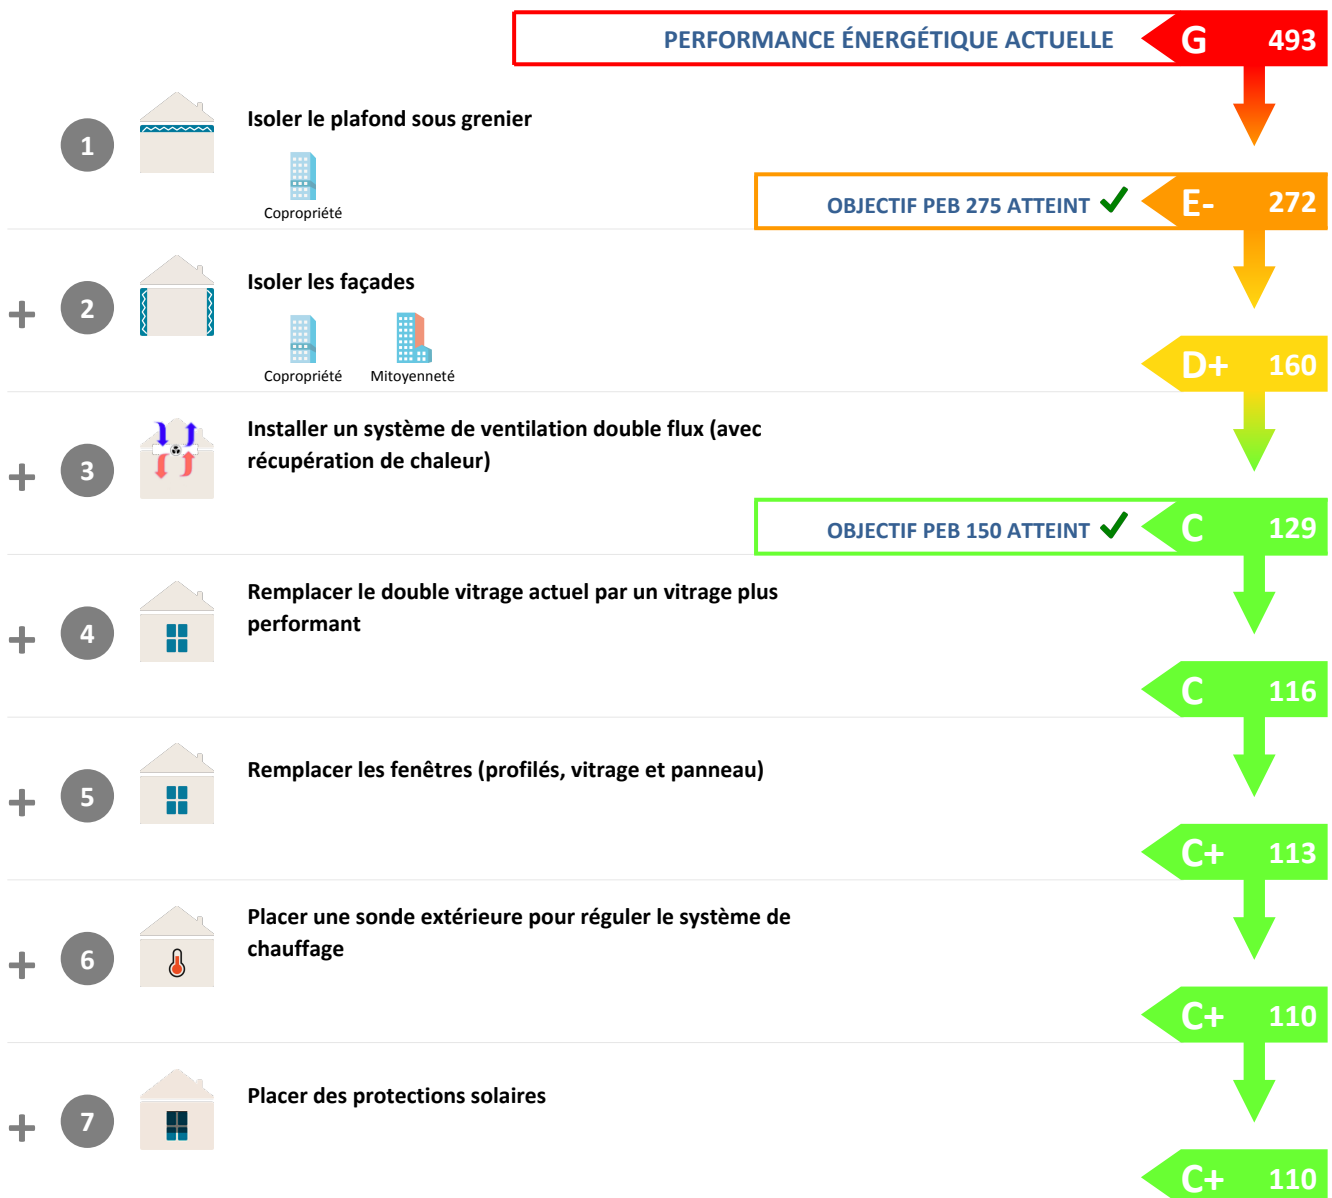 PERFORMANCE ÉNERGÉTIQUE ACTUELLE G 493
1 Isoler le plafond sous grenier
Copropriété
OBJECTIF PEB 275 ATTEINT E- 272
+ 2 Isoler les façades
Copropriété Mitoyenneté
D+ 160
+ 3 Installer un système de ventilation double flux (avec
récupération de chaleur)
OBJECTIF PEB 150 ATTEINT C 129
+ 4 Remplacer le double vitrage actuel par un vitrage plus
performant
C 116
+ 5 Remplacer les fenêtres (profilés, vitrage et panneau)
C+ 113
+ 6 Placer une sonde extérieure pour réguler le système de
chauffage
C+ 110
+ 7 Placer des protections solaires
C+ 110